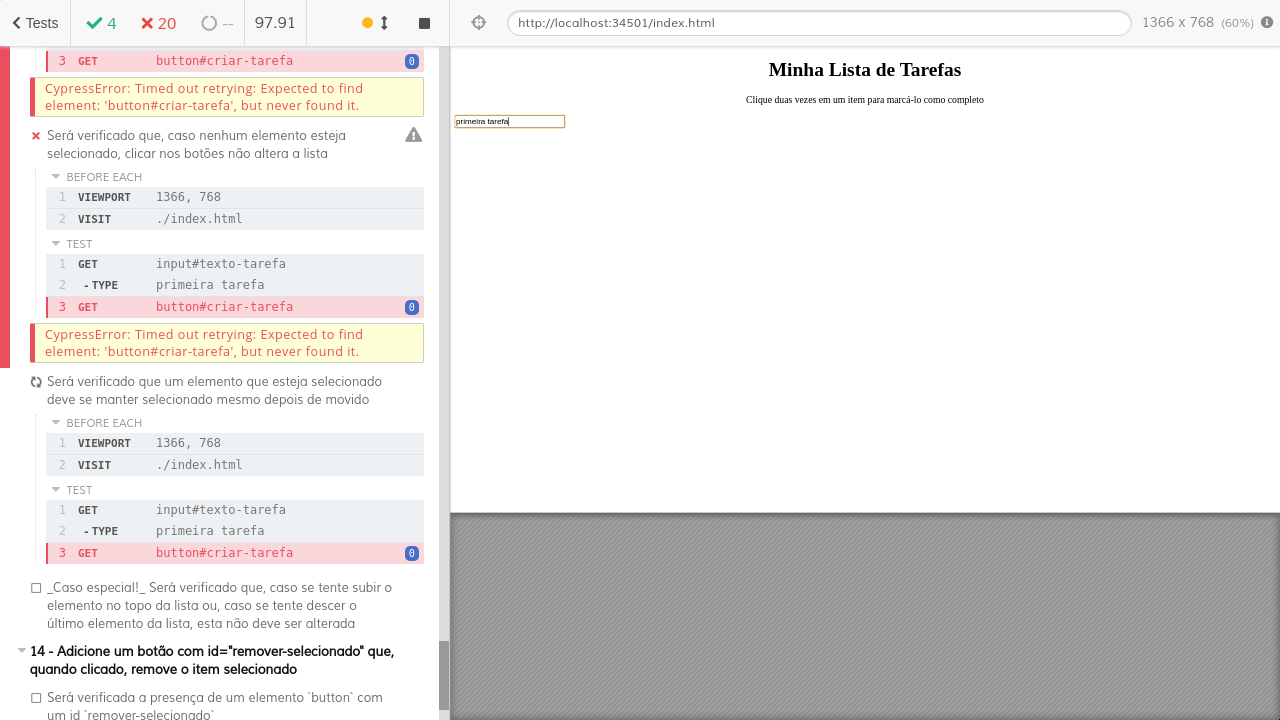 Tests
4
20
--
97.91
http://localhost:34501/index.html
1366 x 768 (60%)
3 GET button#criar-tarefa 0
CypressError: Timed out retrying: Expected to find
element: 'button#criar-tarefa', but never found it.
Será verificado que, caso nenhum elemento esteja
selecionado, clicar nos botões não altera a lista
BEFORE EACH
1 VIEWPORT 1366, 768
2 VISIT ./index.html
TEST
1 GET input#texto-tarefa
2 -TYPE primeira tarefa
3 GET button#criar-tarefa 0
CypressError: Timed out retrying: Expected to find
element: 'button#criar-tarefa', but never found it.
Será verificado que um elemento que esteja selecionado
deve se manter selecionado mesmo depois de movido
BEFORE EACH
1 VIEWPORT 1366, 768
2 VISIT ./index.html
TEST
1 GET input#texto-tarefa
2 -TYPE primeira tarefa
3 GET button#criar-tarefa 0
_Caso especial!_ Será verificado que, caso se tente subir o
elemento no topo da lista ou, caso se tente descer o
último elemento da lista, esta não deve ser alterada
14 - Adicione um botão com id="remover-selecionado" que,
quando clicado, remove o item selecionado
Será verificada a presença de um elemento `button` com
um id `remover-selecionado`
Minha Lista de Tarefas
Clique duas vezes em um item para marcá-lo como completo
primeira tarefa